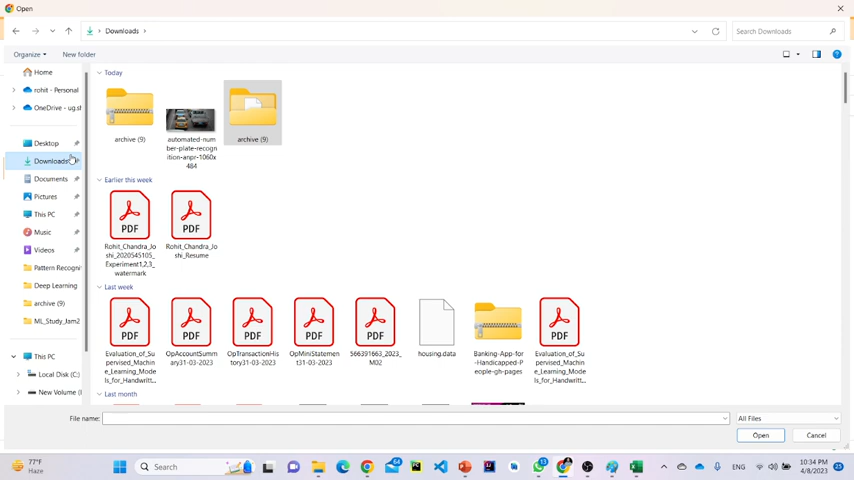 Open
Downloads
Search Downloads
Organize
New folder
Home
rohit - Personal
OneDrive - ug.sh
Desktop
Downloads
Documents
Pictures
This PC
Music
Videos
Pattern Recogni
Deep Learning
archive (9)
ML_Study_Jam2
This PC
Local Disk (C:)
New Volume (
Today
archive (9)
automated-num
ber-plate-recogn
ition-anpr-1060x
484
archive (9)
Earlier this week
PDF
Rohit_Chandra_Jo
shi_2020545105_
Experiment1,2,3_
watermark
PDF
Rohit_Chandra_Jo
shi_Resume
Last week
PDF
Evaluation_of_Su
pervised_Machin
e_Learning_Mode
ls_for_Handwritt...
PDF
OpAccountSumm
ary31-03-2023
PDF
OpTransactionHis
tory31-03-2023
PDF
OpMiniStatemen
t31-03-2023
PDF
566391663_2023_
M02
housing.data
Banking-App-for
-Handicapped-P
eople-gh-pages
PDF
Evaluation_of_Su
pervised_Machin
e_Learning_Mode
ls_for_Handwritt...
Last month
File name:
All Files
Open
Cancel
77°F
Haze
Search
64
13
ENG
10:34 PM
4/8/2023